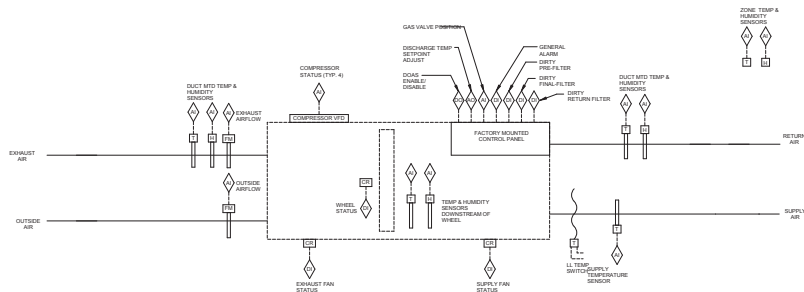 ZONE TEMP &
HUMIDITY
SENSORS
AI AI
T H
GAS VALVE POSITION
DISCHARGE TEMP
SETPOINT
ADJUST
GENERAL
ALARM
DIRTY
PRE-FILTER
DIRTY
FINAL-FILTER
DIRTY
RETURN FILTER
DOAS
ENABLE/
DISABLE
DO AO AI DI DI DI DI
COMPRESSOR
STATUS (TYP. 4)
AI
COMPRESSOR VFD
FACTORY MOUNTED
CONTROL PANEL
DUCT MTD TEMP &
HUMIDITY
SENSORS
AI AI AI
EXHAUST
AIRFLOW
T H FM
DUCT MTD TEMP &
HUMIDITY
SENSORS
AI AI
T H
EXHAUST
AIR
RETURN
AIR
AI
OUTSIDE
AIRFLOW
FM
OUTSIDE
AIR
CR
WHEEL
STATUS
DI
AI AI
T H
TEMP & HUMIDITY
SENSORS
DOWNSTREAM OF
WHEEL
SUPPLY
AIR
CR
DI
EXHAUST FAN
STATUS
CR
DI
SUPPLY FAN
STATUS
T
LL TEMP
SWITCH
T
AI
SUPPLY
TEMPERATURE
SENSOR